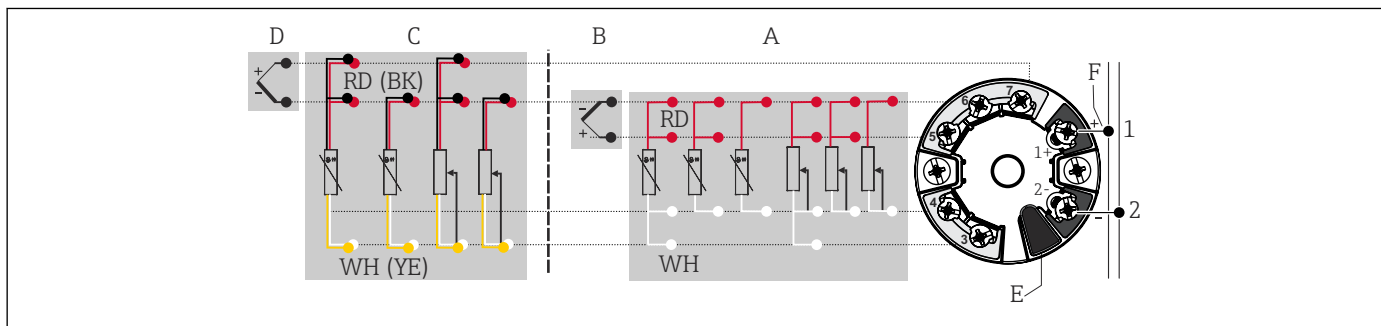 D C B A F
+ - RD (BK) - + RD
7 6 5 + 1
1+
2-
4 3 - 2
WH (YE) WH
E